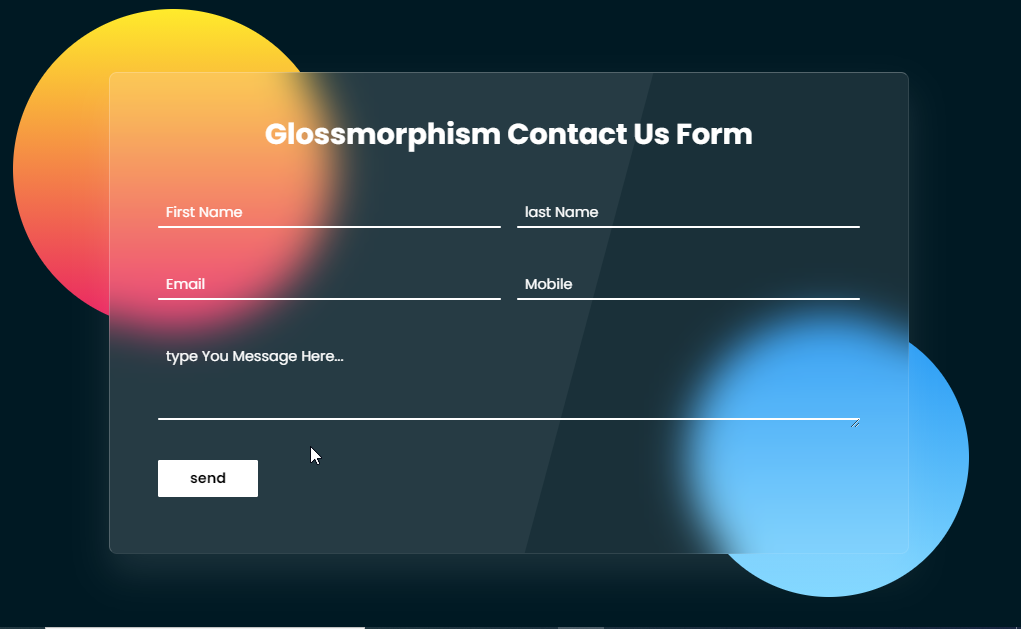 Glossmorphism Contact Us Form
First Name
last Name
Email
Mobile
type You Message Here...
send